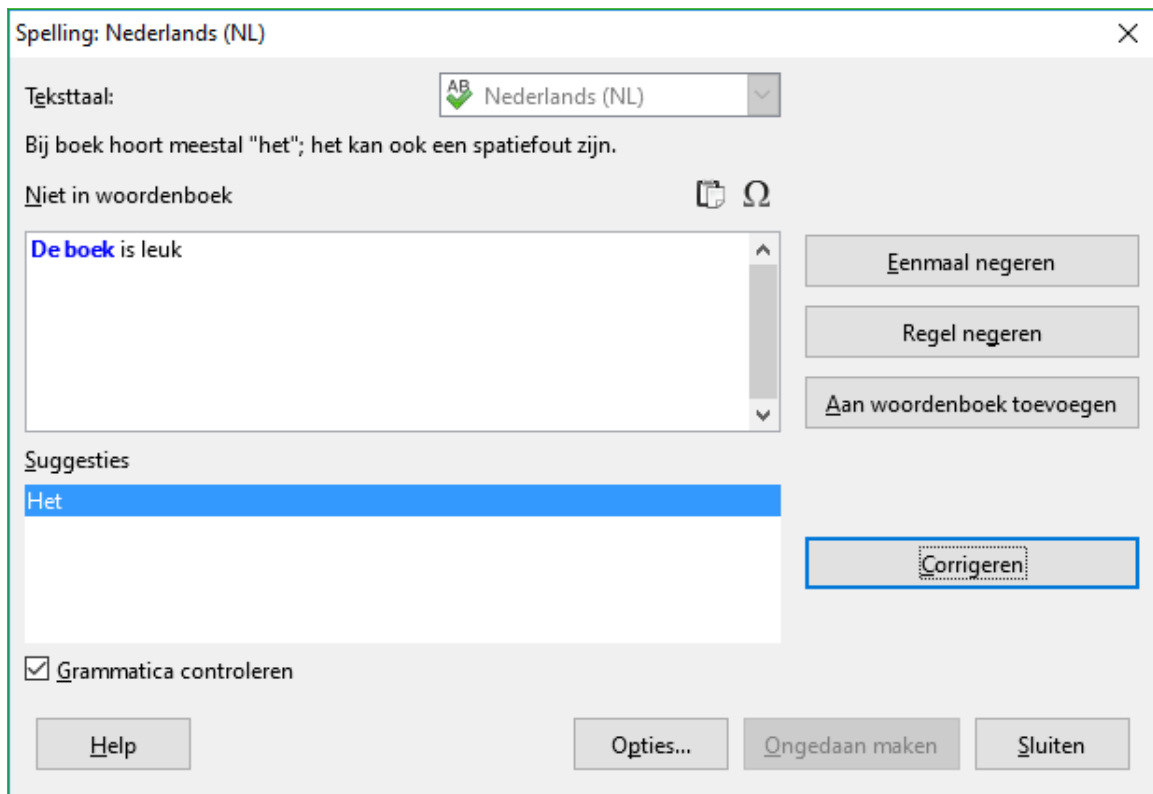 Spelling: Nederlands (NL)
Teksttaal:
AB Nederlands (NL)
Bij boek hoort meestal "het"; het kan ook een spatiefout zijn.
Niet in woordenboek
Ω
De boek is leuk
Eenmaal negeren
Regel negeren
Aan woordenboek toevoegen
Suggesties
Het
Corrigeren
Grammatica controleren
Help
Opties...
Ongedaan maken
Sluiten